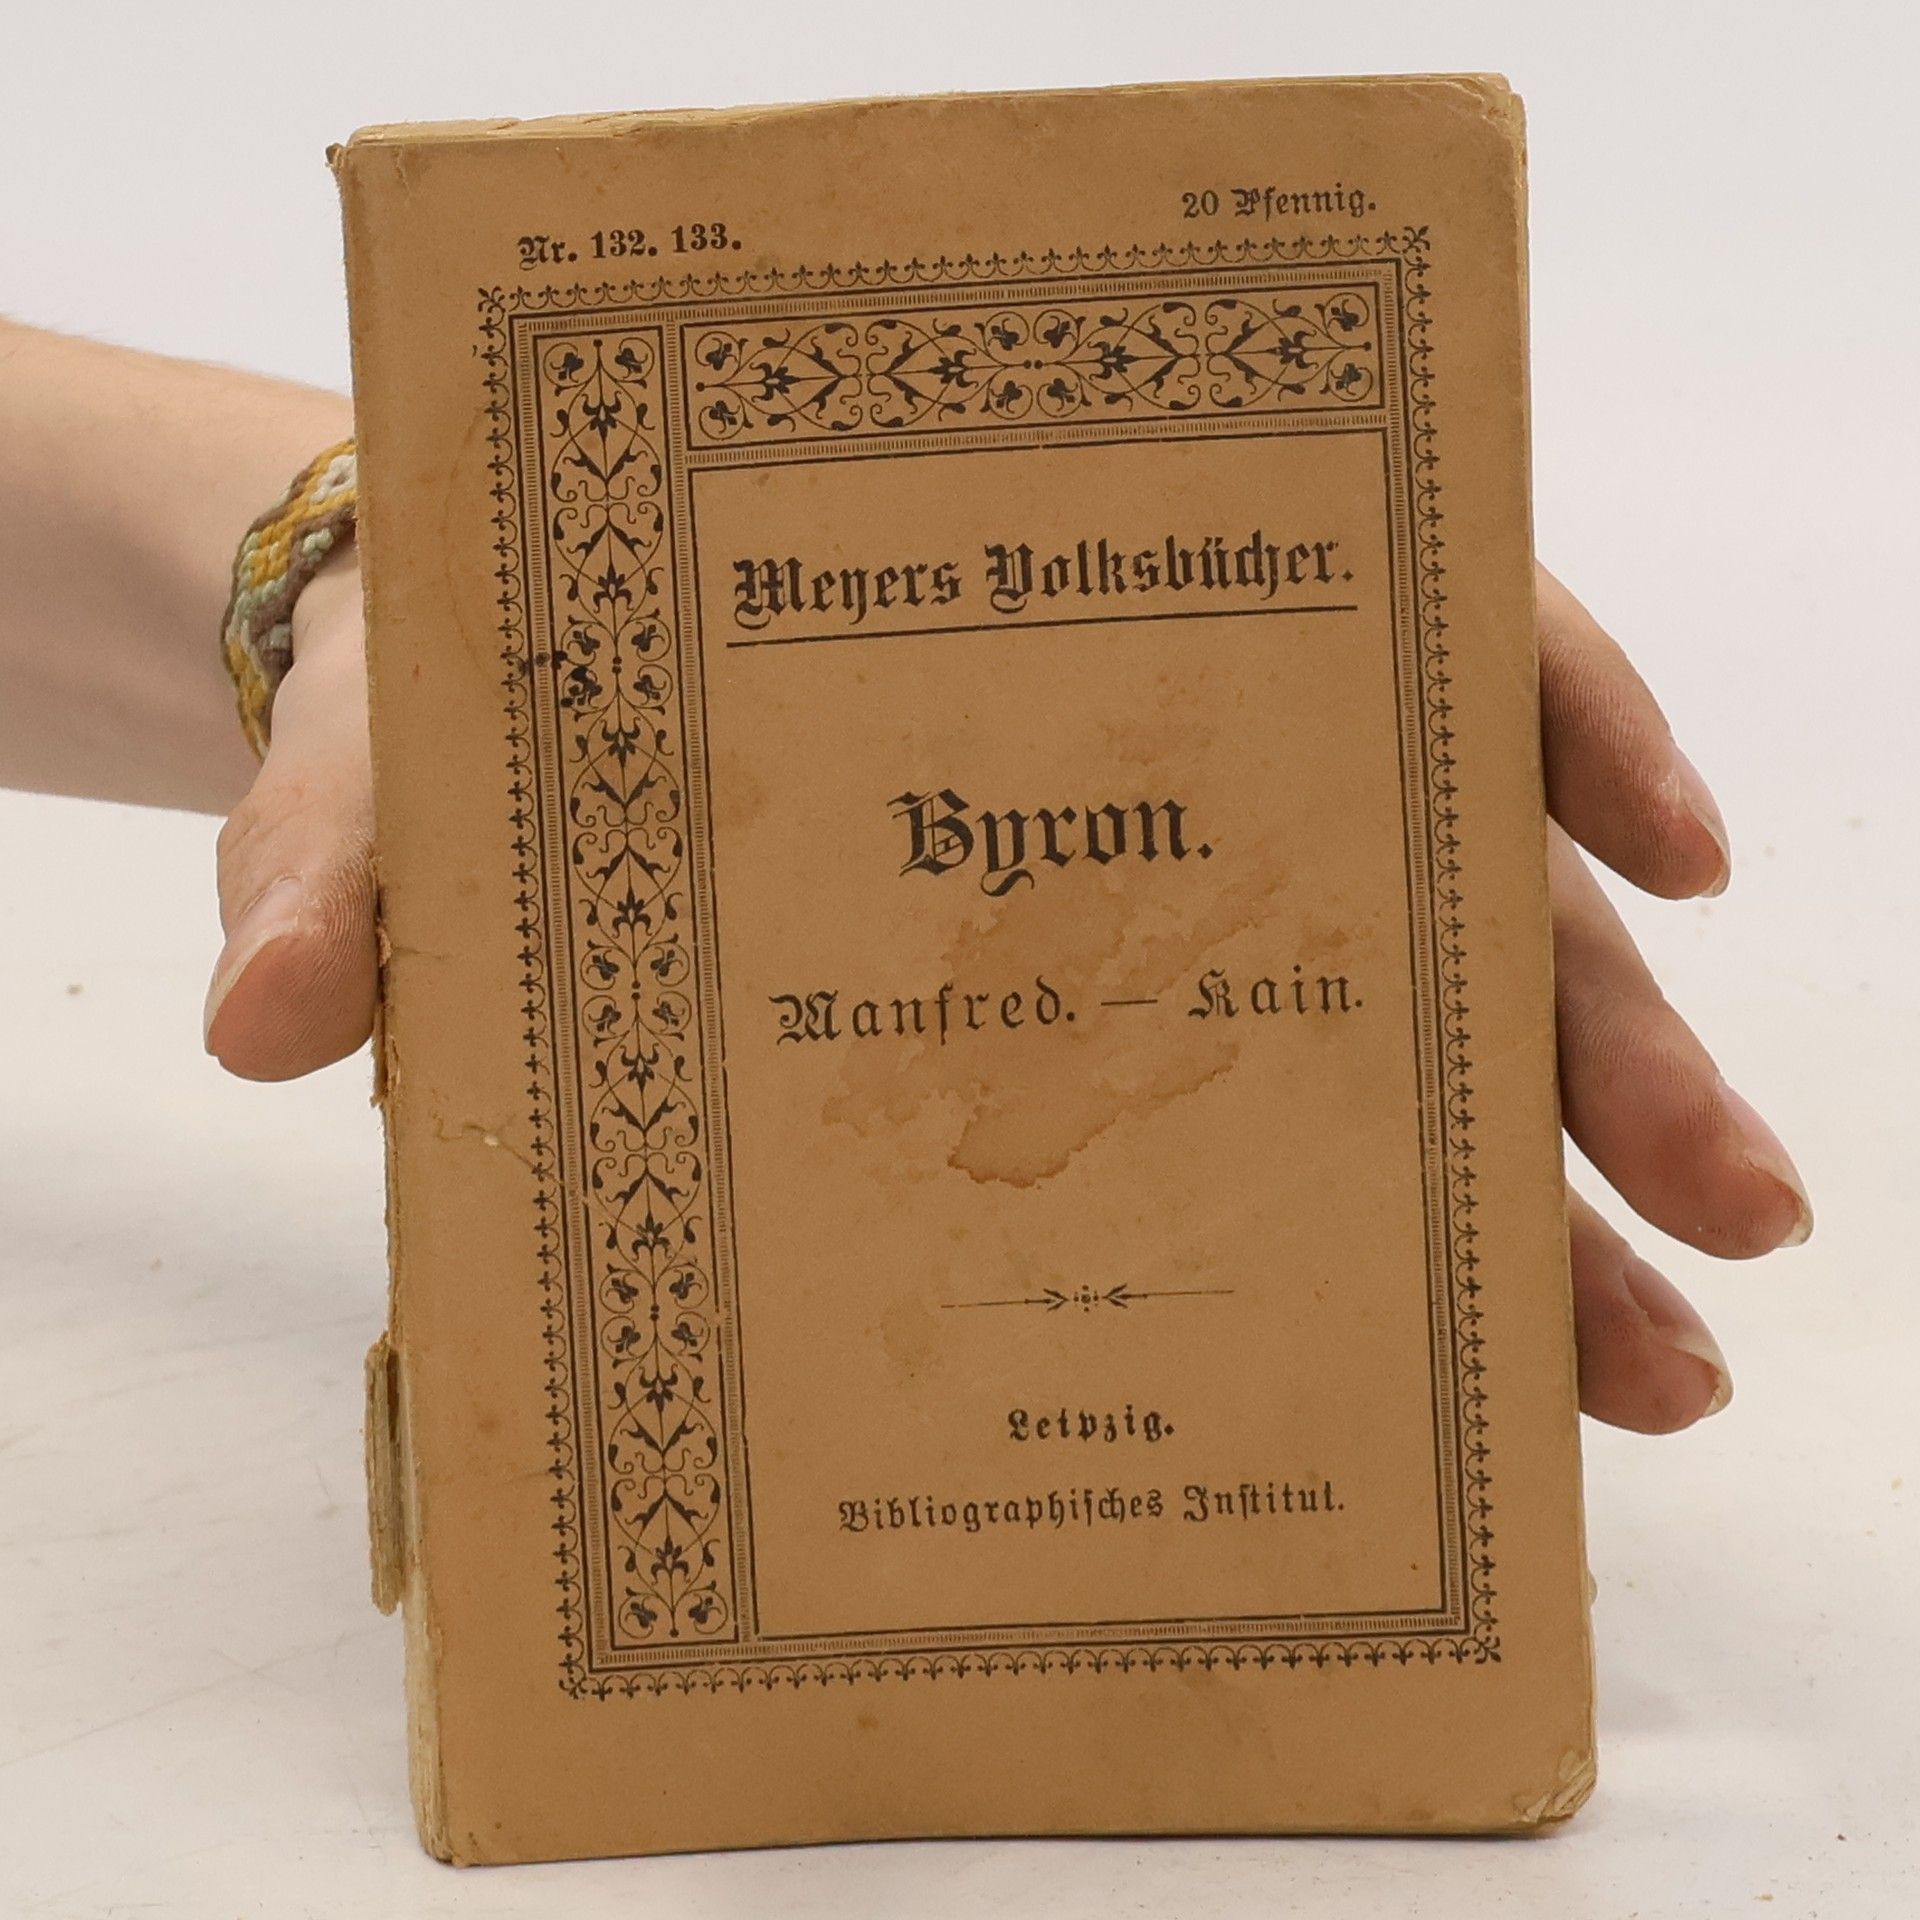 Nr. 132. 133.
20 Pfennig.
Meyers Volksbücher.
Byron.
Manfred. — Kain.
Leipzig.
Bibliographisches Institut.